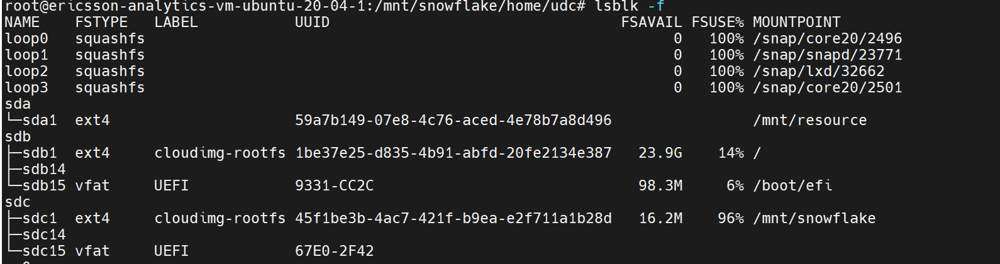 root@ericsson-analytics-vm-ubuntu-20-04-1:/mnt/snowflake/home/udc# lsblk -f
NAME FSTYPE LABEL UUID FSAVAIL FSUSE% MOUNTPOINT
loop0 squashfs 0 100% /snap/core20/2496
loop1 squashfs 0 100% /snap/snapd/23771
loop2 squashfs 0 100% /snap/lxd/32662
loop3 squashfs 0 100% /snap/core20/2501
sda
└─sda1 ext4 59a7b149-07e8-4c76-aced-4e78b7a8d496 /mnt/resource
sdb
├─sdb1 ext4 cloudimg-rootfs 1be37e25-d835-4b91-abfd-20fe2134e387 23.9G 14% /
├─sdb14
└─sdb15 vfat UEFI 9331-CC2C 98.3M 6% /boot/efi
sdc
├─sdc1 ext4 cloudimg-rootfs 45f1be3b-4ac7-421f-b9ea-e2f711a1b28d 16.2M 96% /mnt/snowflake
├─sdc14
└─sdc15 vfat UEFI 67E0-2F42